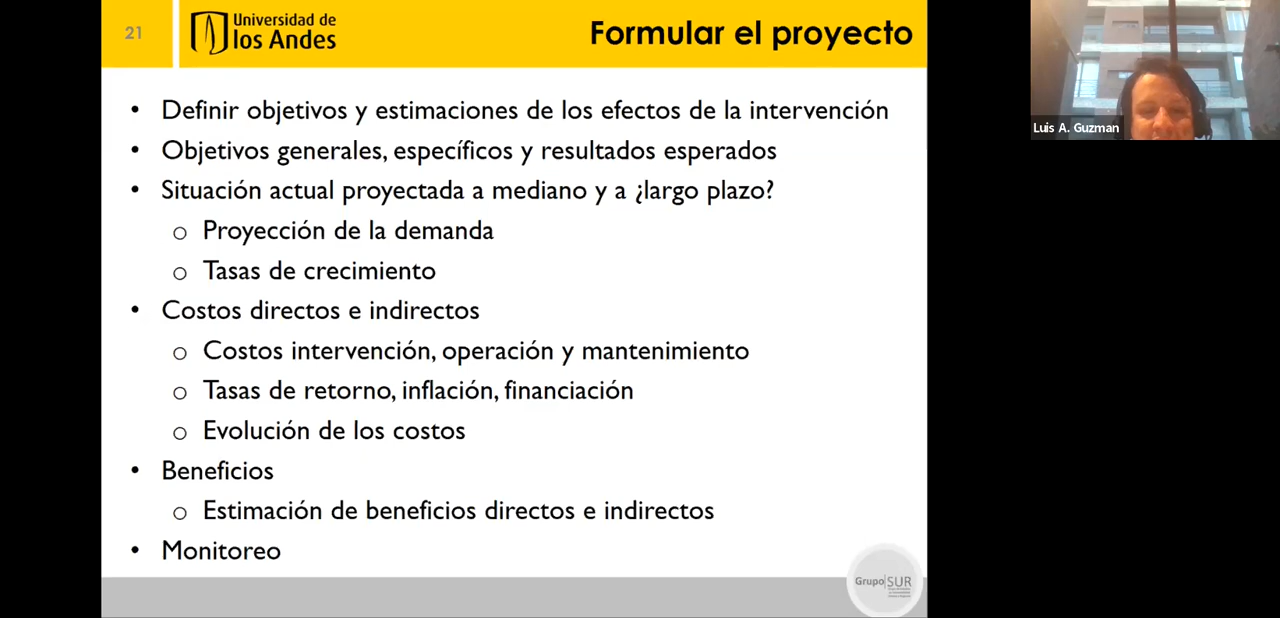 21
Universidad de
los Andes
Formular el proyecto
• Definir objetivos y estimaciones de los efectos de la intervención
• Objetivos generales, específicos y resultados esperados
• Situación actual proyectada a mediano y a ¿largo plazo?
o Proyección de la demanda
o Tasas de crecimiento
• Costos directos e indirectos
o Costos intervención, operación y mantenimiento
o Tasas de retorno, inflación, financiación
o Evolución de los costos
• Beneficios
o Estimación de beneficios directos e indirectos
• Monitoreo
Grupo|SUR
Luis A. Guzman